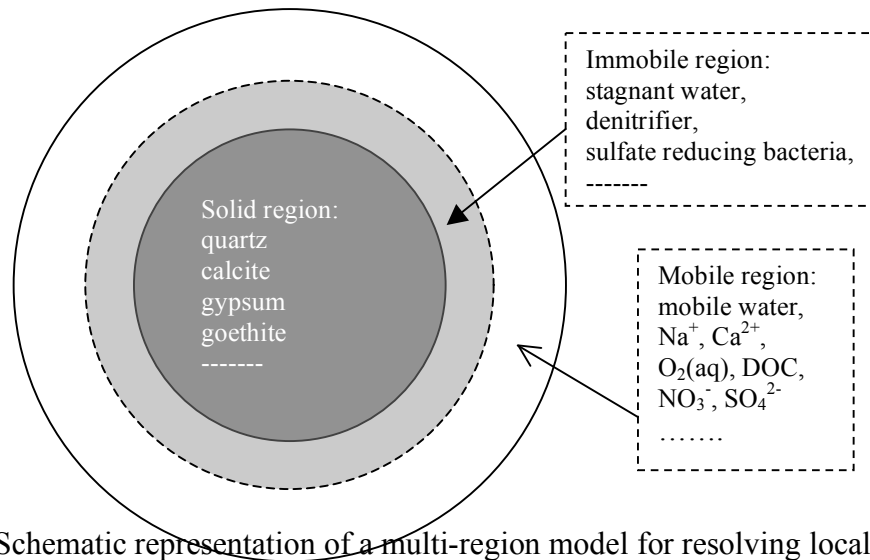 Immobile region:
stagnant water,
denitrifier,
sulfate reducing bacteria,
-------
Solid region:
quartz
calcite
gypsum
goethite
-------
Mobile region:
mobile water,
Na⁺, Ca²⁺,
O₂(aq), DOC,
NO₃⁻, SO₄²⁻
…….
Schematic representation of a multi-region model for resolving local